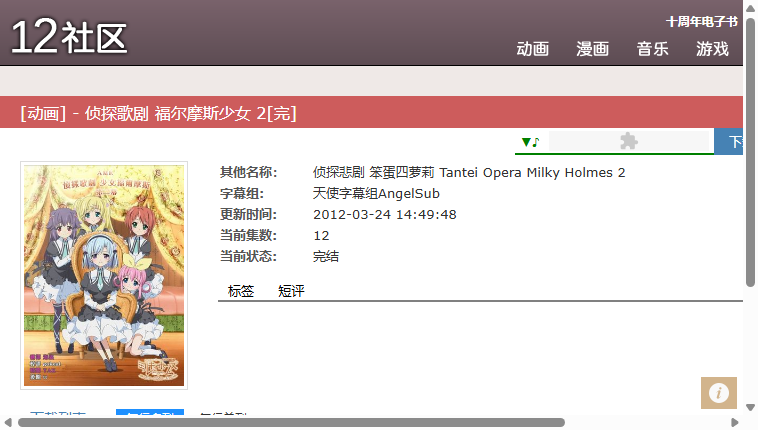 12社区
十周年电子书
动画 漫画 音乐 游戏
[动画] - 侦探歌剧 福尔摩斯少女 2[完]
▼♪
其他名称: 侦探悲剧 笨蛋四萝莉 Tantei Opera Milky Holmes 2
字幕组: 天使字幕组AngelSub
更新时间: 2012-03-24 14:49:48
当前集数: 12
当前状态: 完结
标签 短评